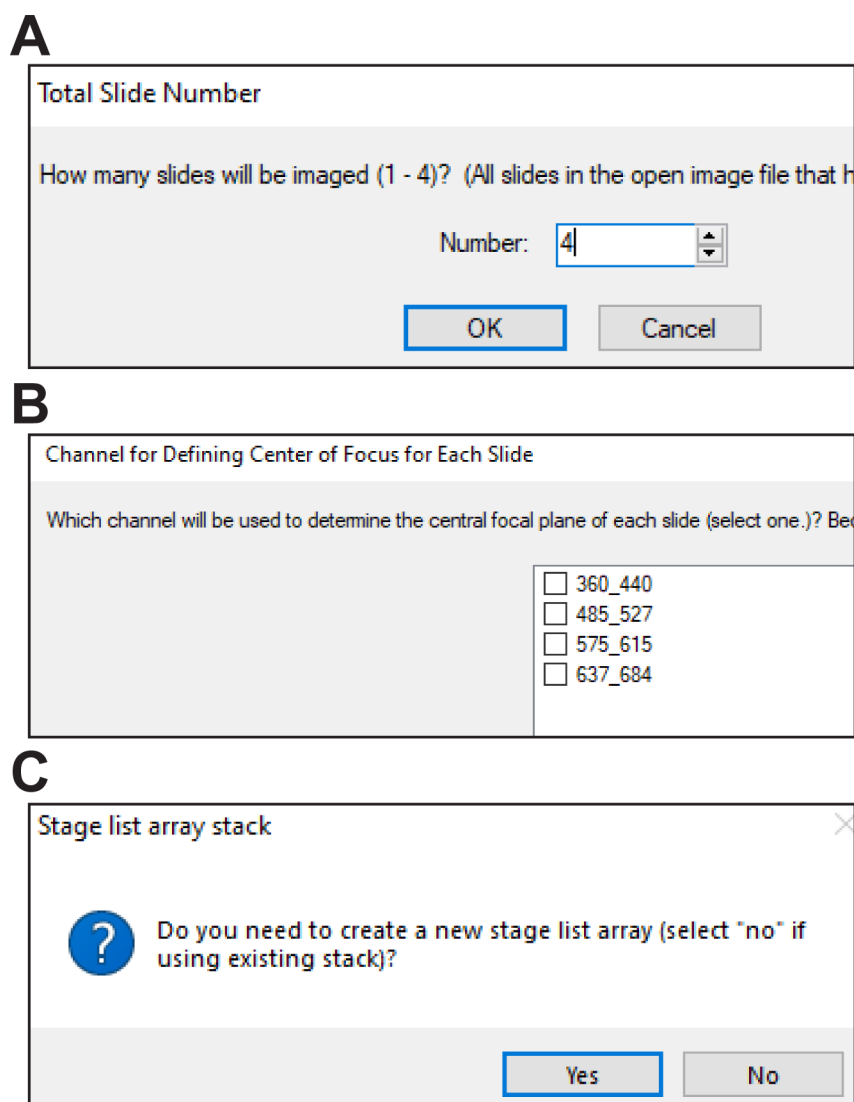 A
Total Slide Number
How many slides will be imaged (1 - 4)? (All slides in the open image file that h
Number: 4
OK Cancel
B
Channel for Defining Center of Focus for Each Slide
Which channel will be used to determine the central focal plane of each slide (select one.)? Bec
360_440
485_527
575_615
637_684
C
Stage list array stack
?
Do you need to create a new stage list array (select "no" if
using existing stack)?
Yes No